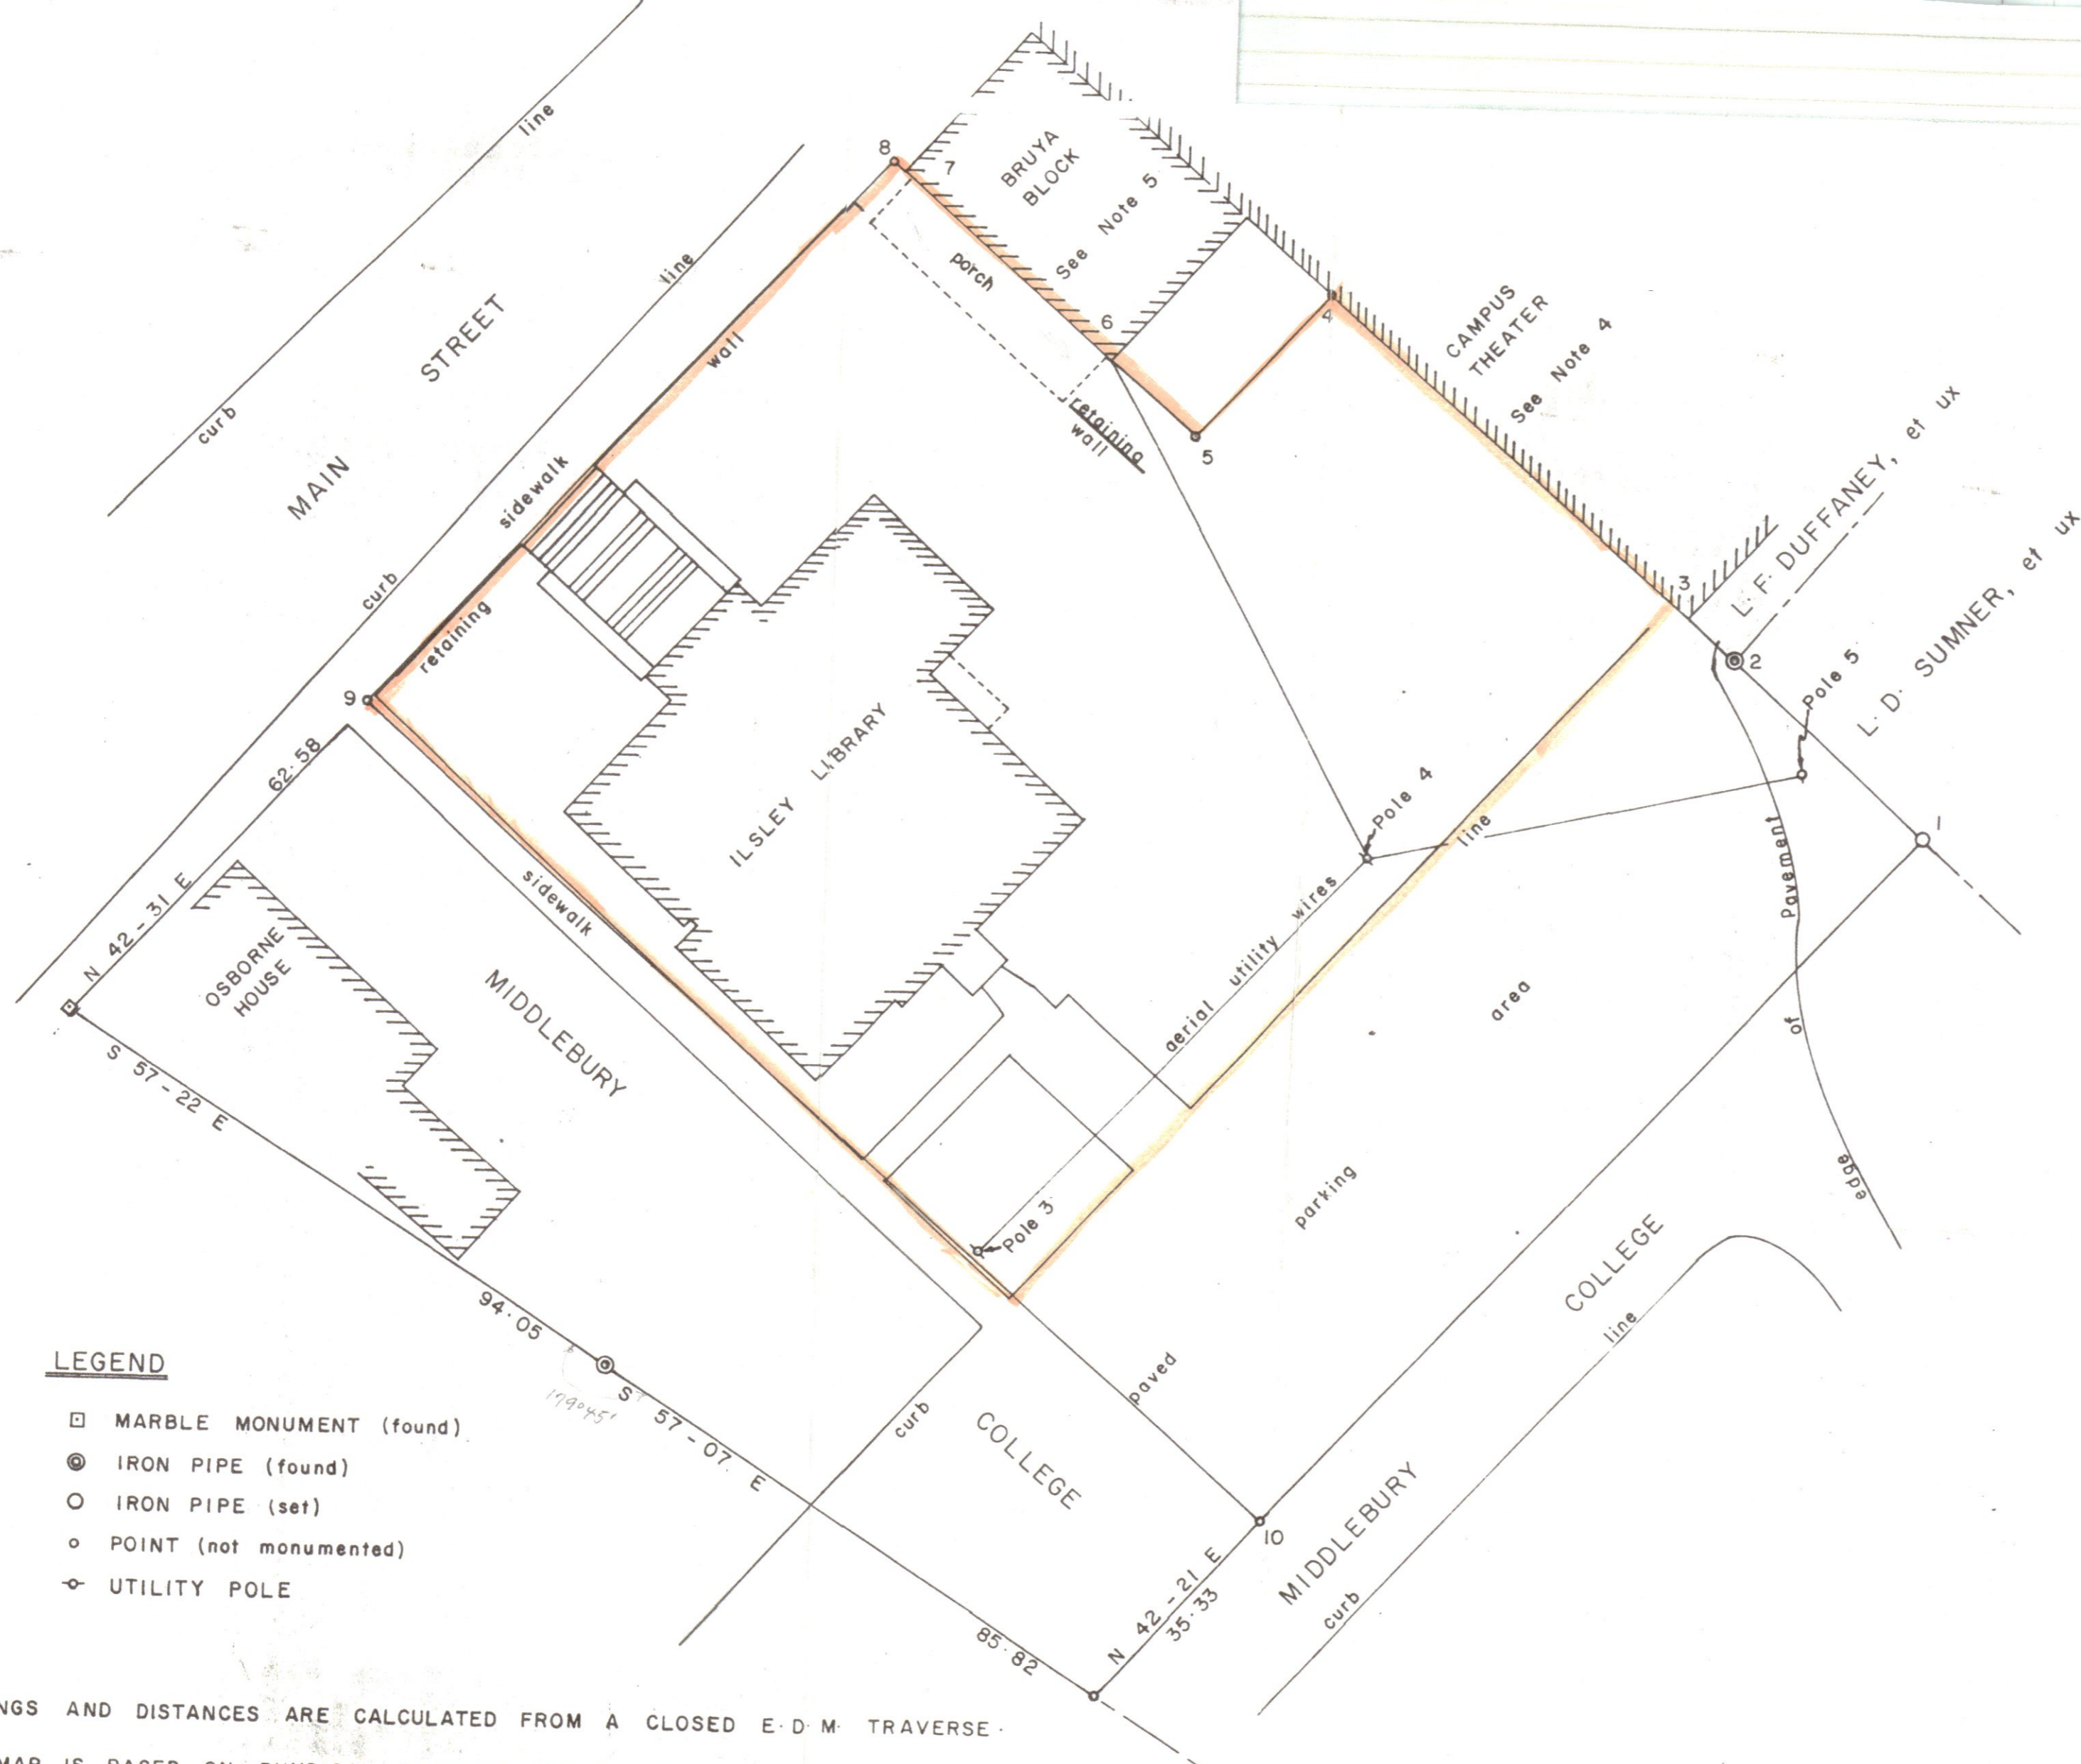 line
8
7
BRUYA
BLOCK
See Note 5
porch
line
wall
STREET
curb
MAIN
6
4
CAMPUS
THEATER
See Note 4
5
retaining
wall
sidewalk
curb
retaining
3
L. F. DUFFANEY, et ux
2
L. D. SUMNER, et ux
Pole 5
9
62.58
ILSLEY LIBRARY
Pole 4
line
1
N 42-31 E
sidewalk
OSBORNE
HOUSE
aerial utility wires
edge of Pavement
area
MIDDLEBURY
S 57-22 E
parking
Pole 3
COLLEGE
line
94.05
paved
179°45'
S 57-07 E
curb
COLLEGE
10
MIDDLEBURY
curb
N 42-21 E
35.33
85.82
LEGEND
MARBLE MONUMENT (found)
IRON PIPE (found)
IRON PIPE (set)
POINT (not monumented)
UTILITY POLE
NGS AND DISTANCES ARE CALCULATED FROM A CLOSED E.D.M. TRAVERSE.